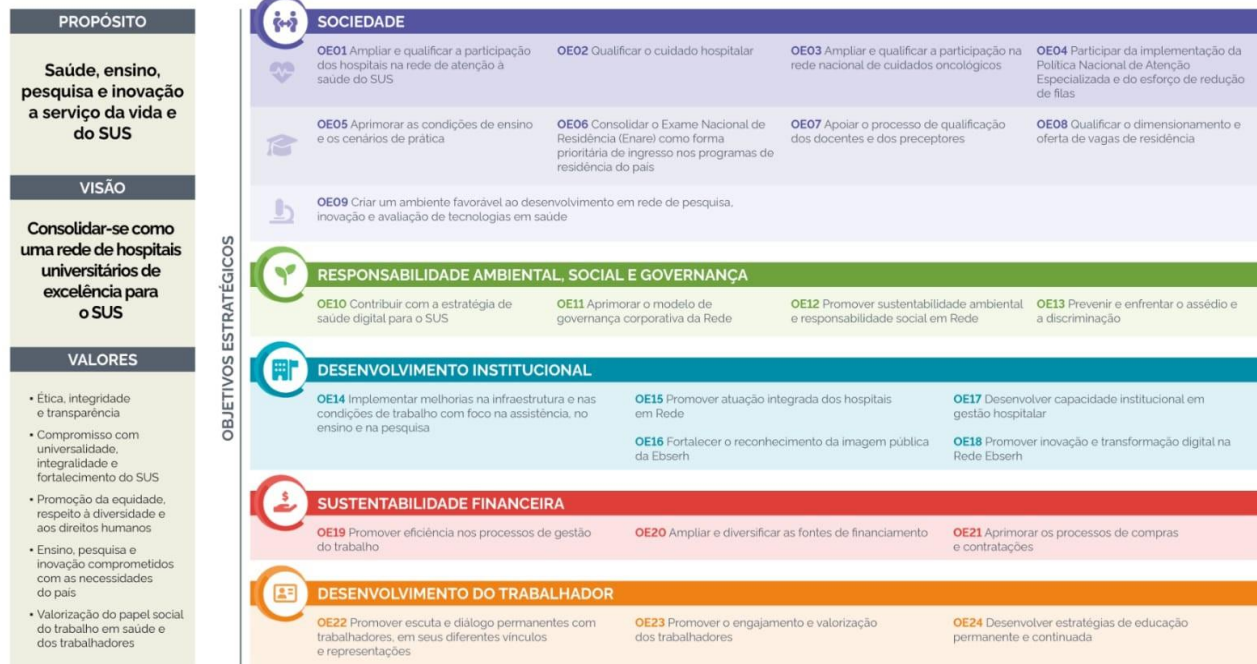 PROPÓSITO
Saúde, ensino,
pesquisa e inovação
a serviço da vida e
do SUS
VISÃO
Consolidar-se como
uma rede de hospitais
universitários de
excelência para
o SUS
VALORES
• Ética, integridade
e transparência
• Compromisso com
universalidade,
integralidade e
fortalecimento do SUS
• Promoção da equidade,
respeito à diversidade e
aos direitos humanos
• Ensino, pesquisa e
inovação comprometidos
com as necessidades
do país
• Valorização do papel social
do trabalho em saúde e
dos trabalhadores
OBJETIVOS ESTRATÉGICOS
SOCIEDADE
OE01 Ampliar e qualificar a participação
dos hospitais na rede de atenção à
saúde do SUS
OE02 Qualificar o cuidado hospitalar
OE03 Ampliar e qualificar a participação na
rede nacional de cuidados oncológicos
OE04 Participar da implementação da
Política Nacional de Atenção
Especializada e do esforço de redução
de filas
OE05 Aprimorar as condições de ensino
e os cenários de prática
OE06 Consolidar o Exame Nacional de
Residência (Enare) como forma
prioritária de ingresso nos programas de
residência do país
OE07 Apoiar o processo de qualificação
dos docentes e dos preceptores
OE08 Qualificar o dimensionamento e
oferta de vagas de residência
OE09 Criar um ambiente favorável ao desenvolvimento em rede de pesquisa,
inovação e avaliação de tecnologias em saúde
RESPONSABILIDADE AMBIENTAL, SOCIAL E GOVERNANÇA
OE10 Contribuir com a estratégia de
saúde digital para o SUS
OE11 Aprimorar o modelo de
governança corporativa da Rede
OE12 Promover sustentabilidade ambiental
e responsabilidade social em Rede
OE13 Prevenir e enfrentar o assédio e
a discriminação
DESENVOLVIMENTO INSTITUCIONAL
OE14 Implementar melhorias na infraestrutura e nas
condições de trabalho com foco na assistência, no
ensino e na pesquisa
OE15 Promover atuação integrada dos hospitais
em Rede
OE16 Fortalecer o reconhecimento da imagem pública
da Ebserh
OE17 Desenvolver capacidade institucional em
gestão hospitalar
OE18 Promover inovação e transformação digital na
Rede Ebserh
$
SUSTENTABILIDADE FINANCEIRA
OE19 Promover eficiência nos processos de gestão
do trabalho
OE20 Ampliar e diversificar as fontes de financiamento
OE21 Aprimorar os processos de compras
e contratações
DESENVOLVIMENTO DO TRABALHADOR
OE22 Promover escuta e diálogo permanentes com
trabalhadores, em seus diferentes vínculos
e representações
OE23 Promover o engajamento e valorização
dos trabalhadores
OE24 Desenvolver estratégias de educação
permanente e continuada